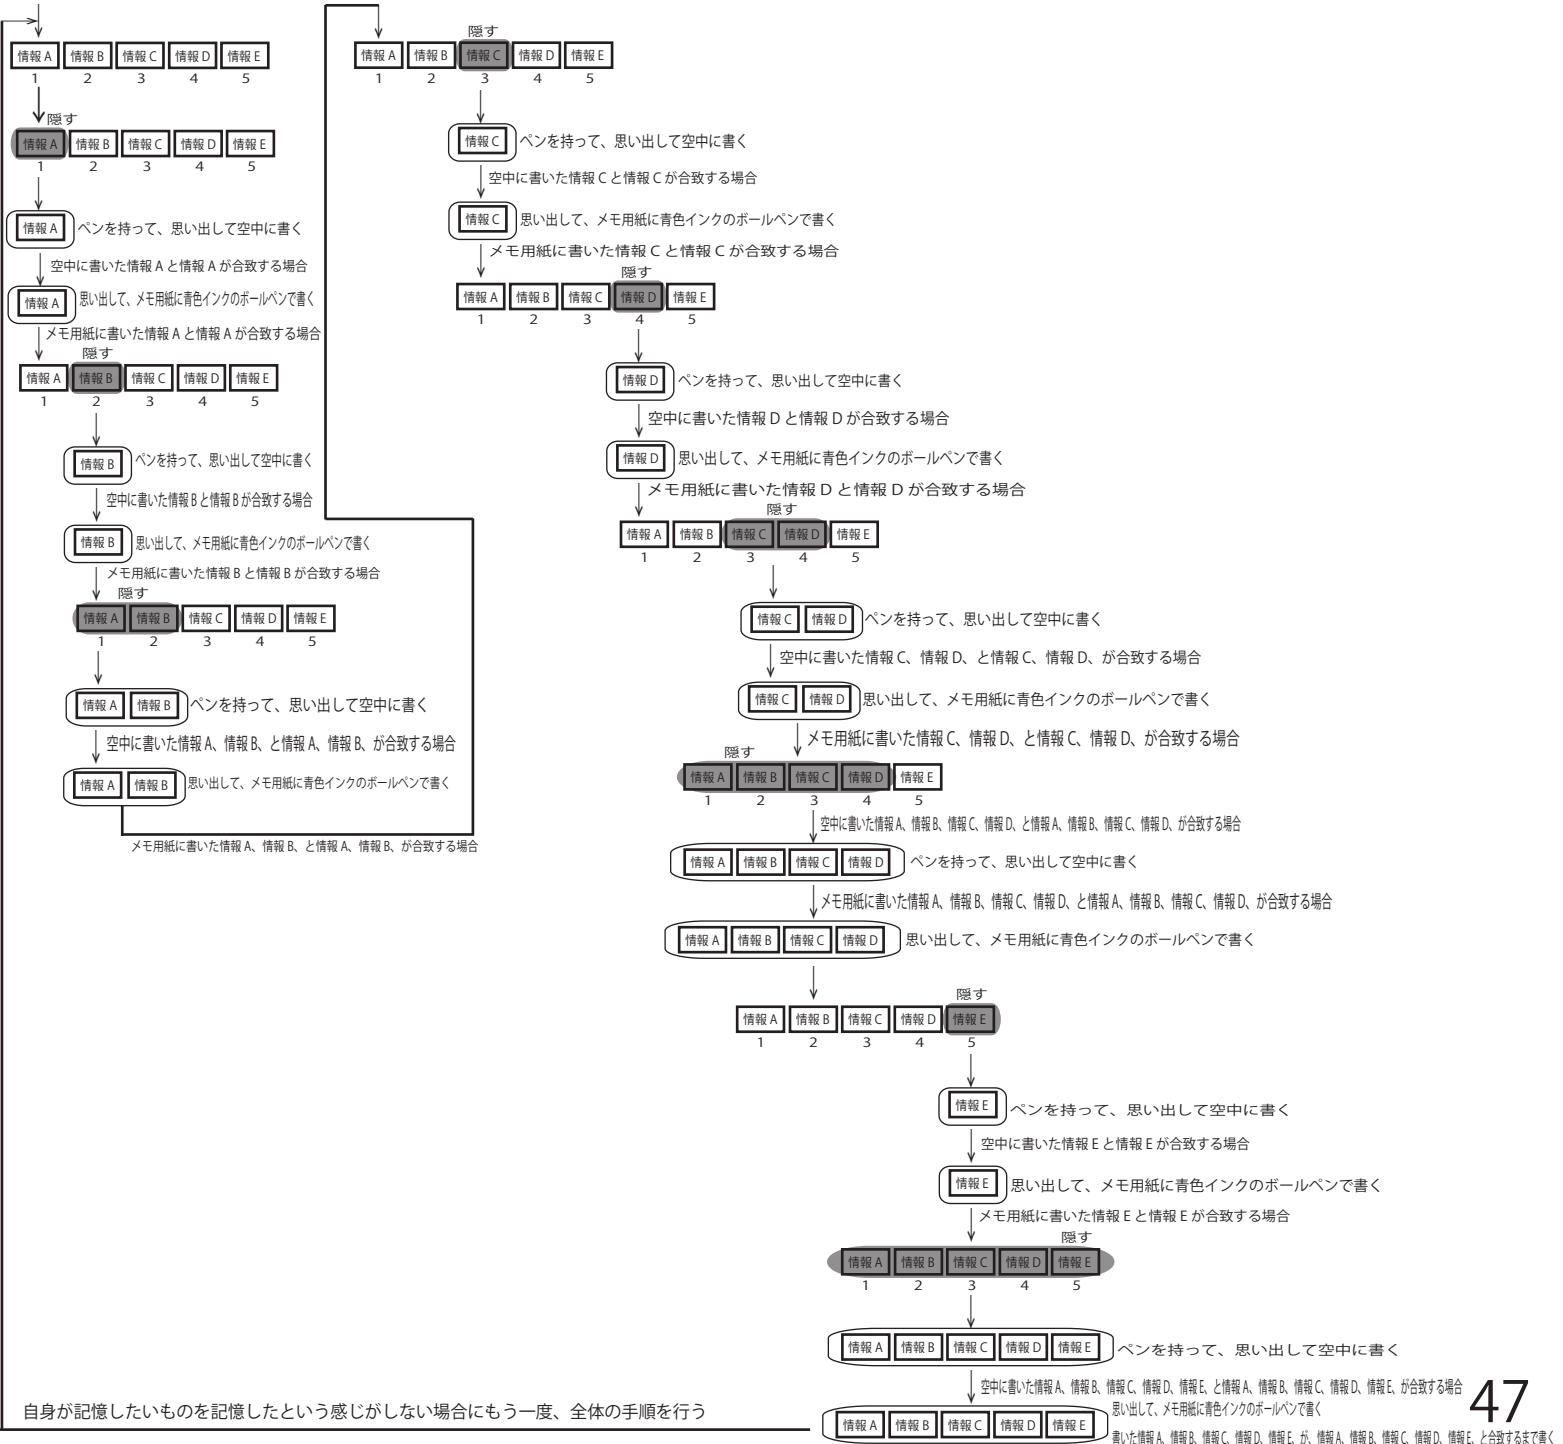 情報 A 情報 B 情報 C 情報 D 情報 E
1 2 3 4 5
隠す
情報 A 情報 B 情報 C 情報 D 情報 E
1 2 3 4 5
情報 A ペンを持って、思い出して空中に書く
空中に書いた情報 A と情報 A が合致する場合
情報 A 思い出して、メモ用紙に青色インクのボールペンで書く
メモ用紙に書いた情報 A と情報 A が合致する場合
隠す
情報 A 情報 B 情報 C 情報 D 情報 E
1 2 3 4 5
情報 B ペンを持って、思い出して空中に書く
空中に書いた情報 B と情報 B が合致する場合
情報 B 思い出して、メモ用紙に青色インクのボールペンで書く
メモ用紙に書いた情報 B と情報 B が合致する場合
隠す
情報 A 情報 B 情報 C 情報 D 情報 E
1 2 3 4 5
情報 A 情報 B ペンを持って、思い出して空中に書く
空中に書いた情報 A、情報 B、と情報 A、情報 B、が合致する場合
情報 A 情報 B 思い出して、メモ用紙に青色インクのボールペンで書く
メモ用紙に書いた情報 A、情報 B、と情報 A、情報 B、が合致する場合
隠す
情報 A 情報 B 情報 C 情報 D 情報 E
1 2 3 4 5
情報 C ペンを持って、思い出して空中に書く
空中に書いた情報 C と情報 C が合致する場合
情報 C 思い出して、メモ用紙に青色インクのボールペンで書く
メモ用紙に書いた情報 C と情報 C が合致する場合
隠す
情報 A 情報 B 情報 C 情報 D 情報 E
1 2 3 4 5
情報 D ペンを持って、思い出して空中に書く
空中に書いた情報 D と情報 D が合致する場合
情報 D 思い出して、メモ用紙に青色インクのボールペンで書く
メモ用紙に書いた情報 D と情報 D が合致する場合
隠す
情報 A 情報 B 情報 C 情報 D 情報 E
1 2 3 4 5
情報 C 情報 D ペンを持って、思い出して空中に書く
空中に書いた情報 C、情報 D、と情報 C、情報 D、が合致する場合
情報 C 情報 D 思い出して、メモ用紙に青色インクのボールペンで書く
メモ用紙に書いた情報 C、情報 D、と情報 C、情報 D、が合致する場合
隠す
情報 A 情報 B 情報 C 情報 D 情報 E
1 2 3 4 5
空中に書いた情報 A、情報 B、情報 C、情報 D、と情報 A、情報 B、情報 C、情報 D、が合致する場合
情報 A 情報 B 情報 C 情報 D ペンを持って、思い出して空中に書く
メモ用紙に書いた情報 A、情報 B、情報 C、情報 D、と情報 A、情報 B、情報 C、情報 D、が合致する場合
情報 A 情報 B 情報 C 情報 D 思い出して、メモ用紙に青色インクのボールペンで書く
隠す
情報 A 情報 B 情報 C 情報 D 情報 E
1 2 3 4 5
情報 E ペンを持って、思い出して空中に書く
空中に書いた情報 E と情報 E が合致する場合
情報 E 思い出して、メモ用紙に青色インクのボールペンで書く
メモ用紙に書いた情報 E と情報 E が合致する場合
隠す
情報 A 情報 B 情報 C 情報 D 情報 E
1 2 3 4 5
情報 A 情報 B 情報 C 情報 D 情報 E ペンを持って、思い出して空中に書く
空中に書いた情報 A、情報 B、情報 C、情報 D、情報 E、と情報 A、情報 B、情報 C、情報 D、情報 E、が合致する場合
思い出して、メモ用紙に青色インクのボールペンで書く
情報 A 情報 B 情報 C 情報 D 情報 E
書いた情報 A、情報 B、情報 C、情報 D、情報 E、が、情報 A、情報 B、情報 C、情報 D、情報 E、と合致するまで書く
自身が記憶したいものを記憶したという感じがしない場合にもう一度、全体の手順を行う
47